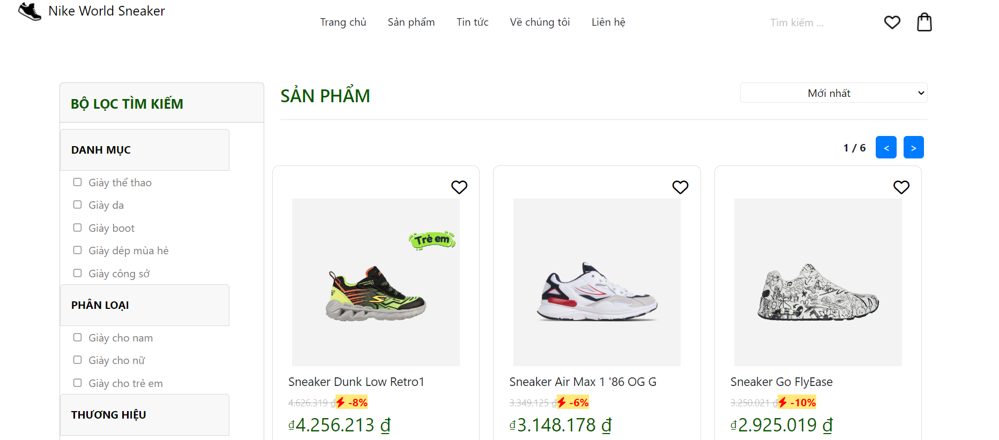 Nike World Sneaker
Trang chủ Sản phẩm Tin tức Về chúng tôi Liên hệ
Tìm kiếm ...
BỘ LỌC TÌM KIẾM
DANH MỤC
Giày thể thao
Giày da
Giày boot
Giày dép mùa hè
Giày công sở
PHÂN LOẠI
Giày cho nam
Giày cho nữ
Giày cho trẻ em
THƯƠNG HIỆU
SẢN PHẨM
Mới nhất
1 / 6 < >
Trẻ em
Sneaker Dunk Low Retro1
4.626.319 ₫ -8%
₫4.256.213 ₫
Sneaker Air Max 1 '86 OG G
3.349.125 ₫ -6%
₫3.148.178 ₫
Sneaker Go FlyEase
3.250.021 ₫ -10%
₫2.925.019 ₫